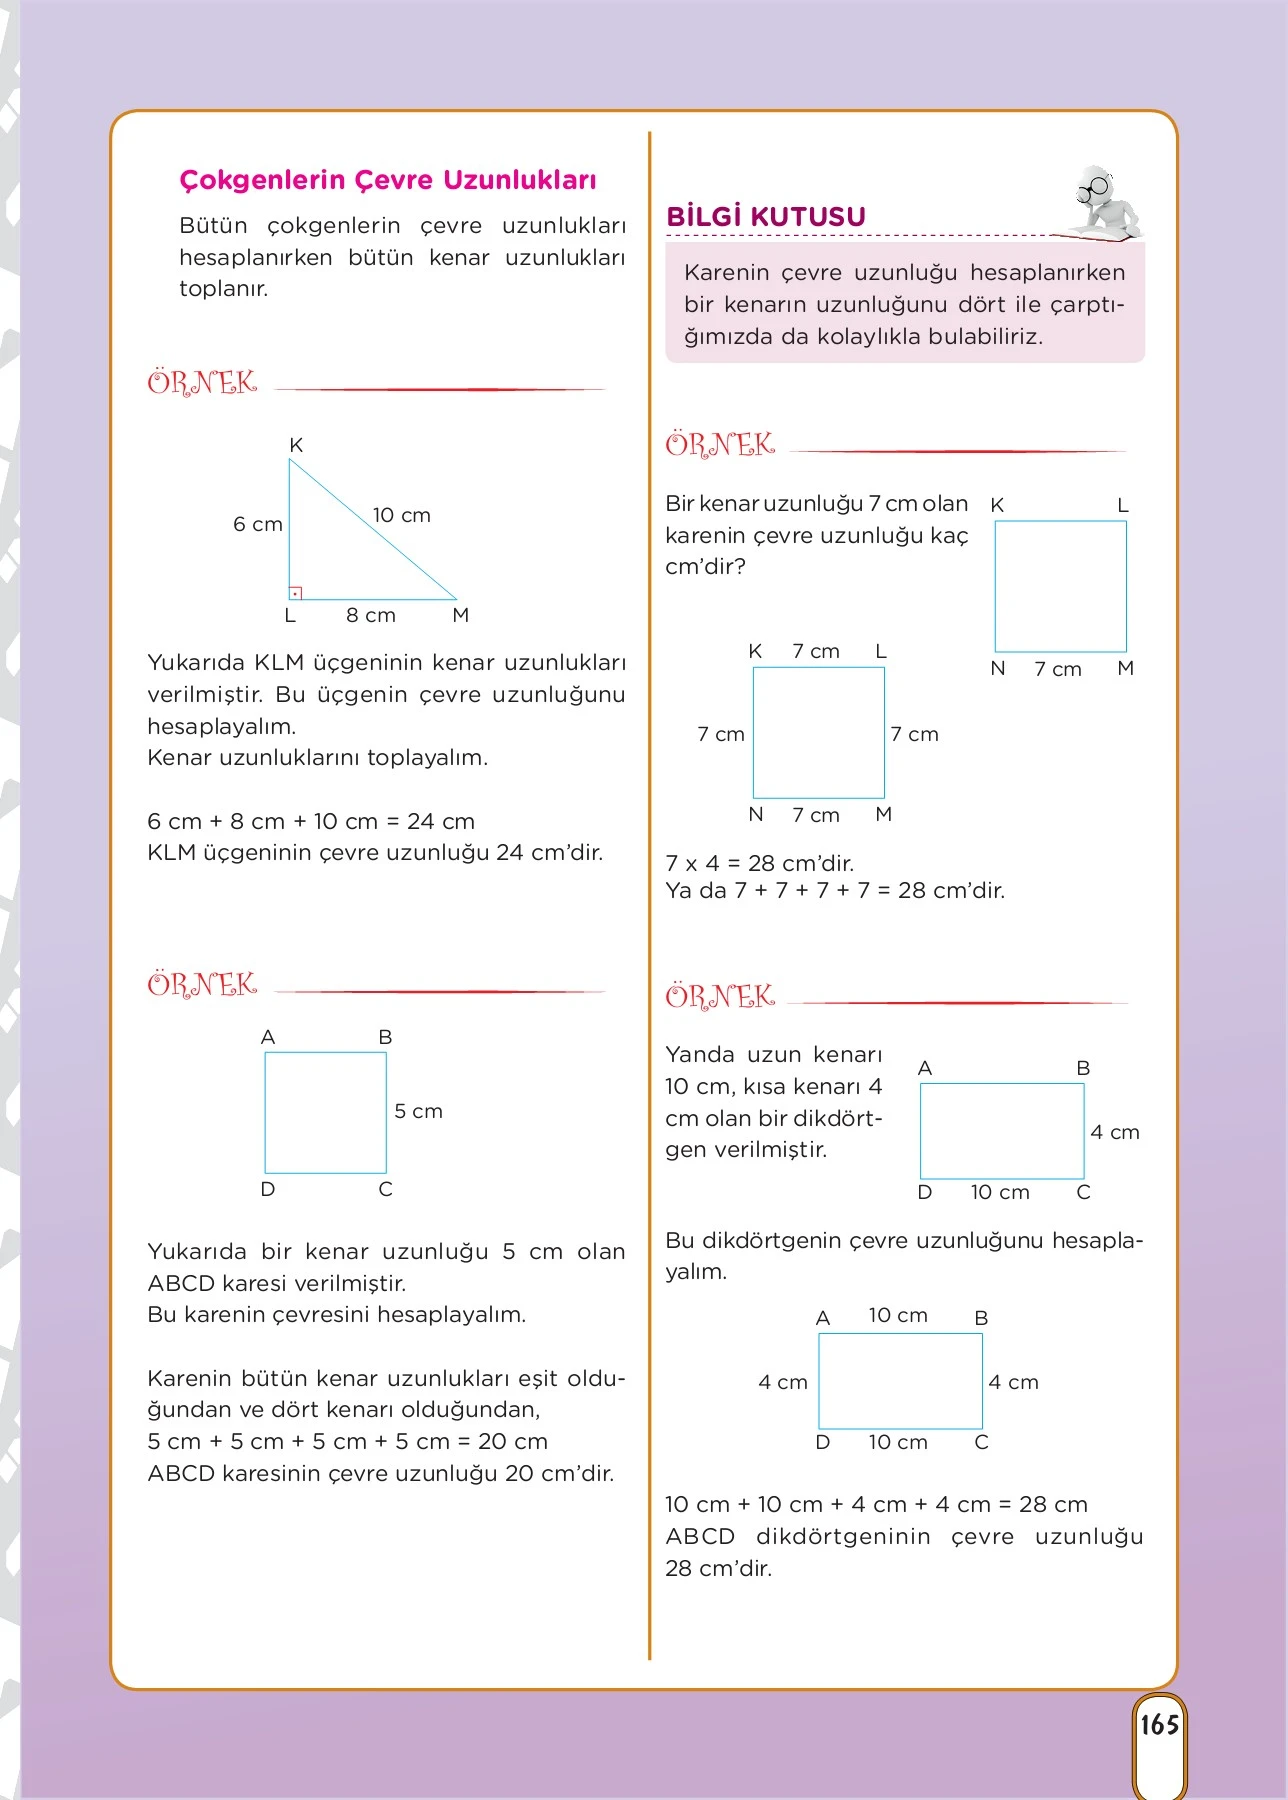 Çokgenlerin Çevre Uzunlukları
Bütün çokgenlerin çevre uzunlukları
hesaplanırken bütün kenar uzunlukları
toplanır.
ÖRNEK
K
6 cm
10 cm
L
8 cm
M
Yukarıda KLM üçgeninin kenar uzunlukları
verilmiştir. Bu üçgenin çevre uzunluğunu
hesaplayalım.
Kenar uzunluklarını toplayalım.
6 cm + 8 cm + 10 cm = 24 cm
KLM üçgeninin çevre uzunluğu 24 cm’dir.
ÖRNEK
A B
5 cm
D C
Yukarıda bir kenar uzunluğu 5 cm olan
ABCD karesi verilmiştir.
Bu karenin çevresini hesaplayalım.
Karenin bütün kenar uzunlukları eşit oldu-
ğundan ve dört kenarı olduğundan,
5 cm + 5 cm + 5 cm + 5 cm = 20 cm
ABCD karesinin çevre uzunluğu 20 cm’dir.
BİLGİ KUTUSU
Karenin çevre uzunluğu hesaplanırken
bir kenarın uzunluğunu dört ile çarptı-
ğımızda da kolaylıkla bulabiliriz.
ÖRNEK
Bir kenar uzunluğu 7 cm olan
karenin çevre uzunluğu kaç
cm’dir?
K L
N 7 cm M
K 7 cm L
7 cm 7 cm
N 7 cm M
7 x 4 = 28 cm’dir.
Ya da 7 + 7 + 7 + 7 = 28 cm’dir.
ÖRNEK
Yanda uzun kenarı
10 cm, kısa kenarı 4
cm olan bir dikdört-
gen verilmiştir.
A B
4 cm
D 10 cm C
Bu dikdörtgenin çevre uzunluğunu hesapla-
yalım.
A 10 cm B
4 cm 4 cm
D 10 cm C
10 cm + 10 cm + 4 cm + 4 cm = 28 cm
ABCD dikdörtgeninin çevre uzunluğu
28 cm’dir.
165